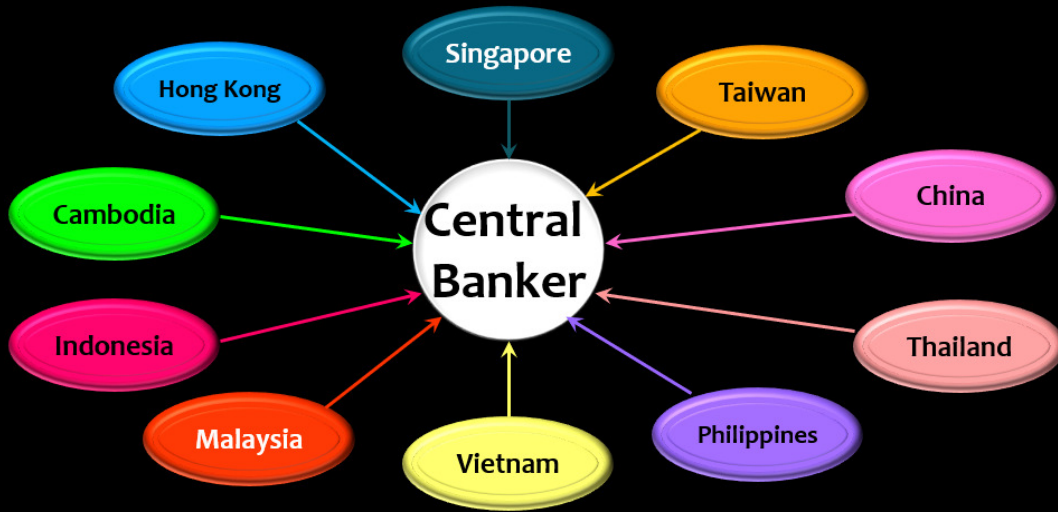 Singapore
Hong Kong
Taiwan
China
Cambodia
Central
Banker
Indonesia
Thailand
Malaysia
Philippines
Vietnam